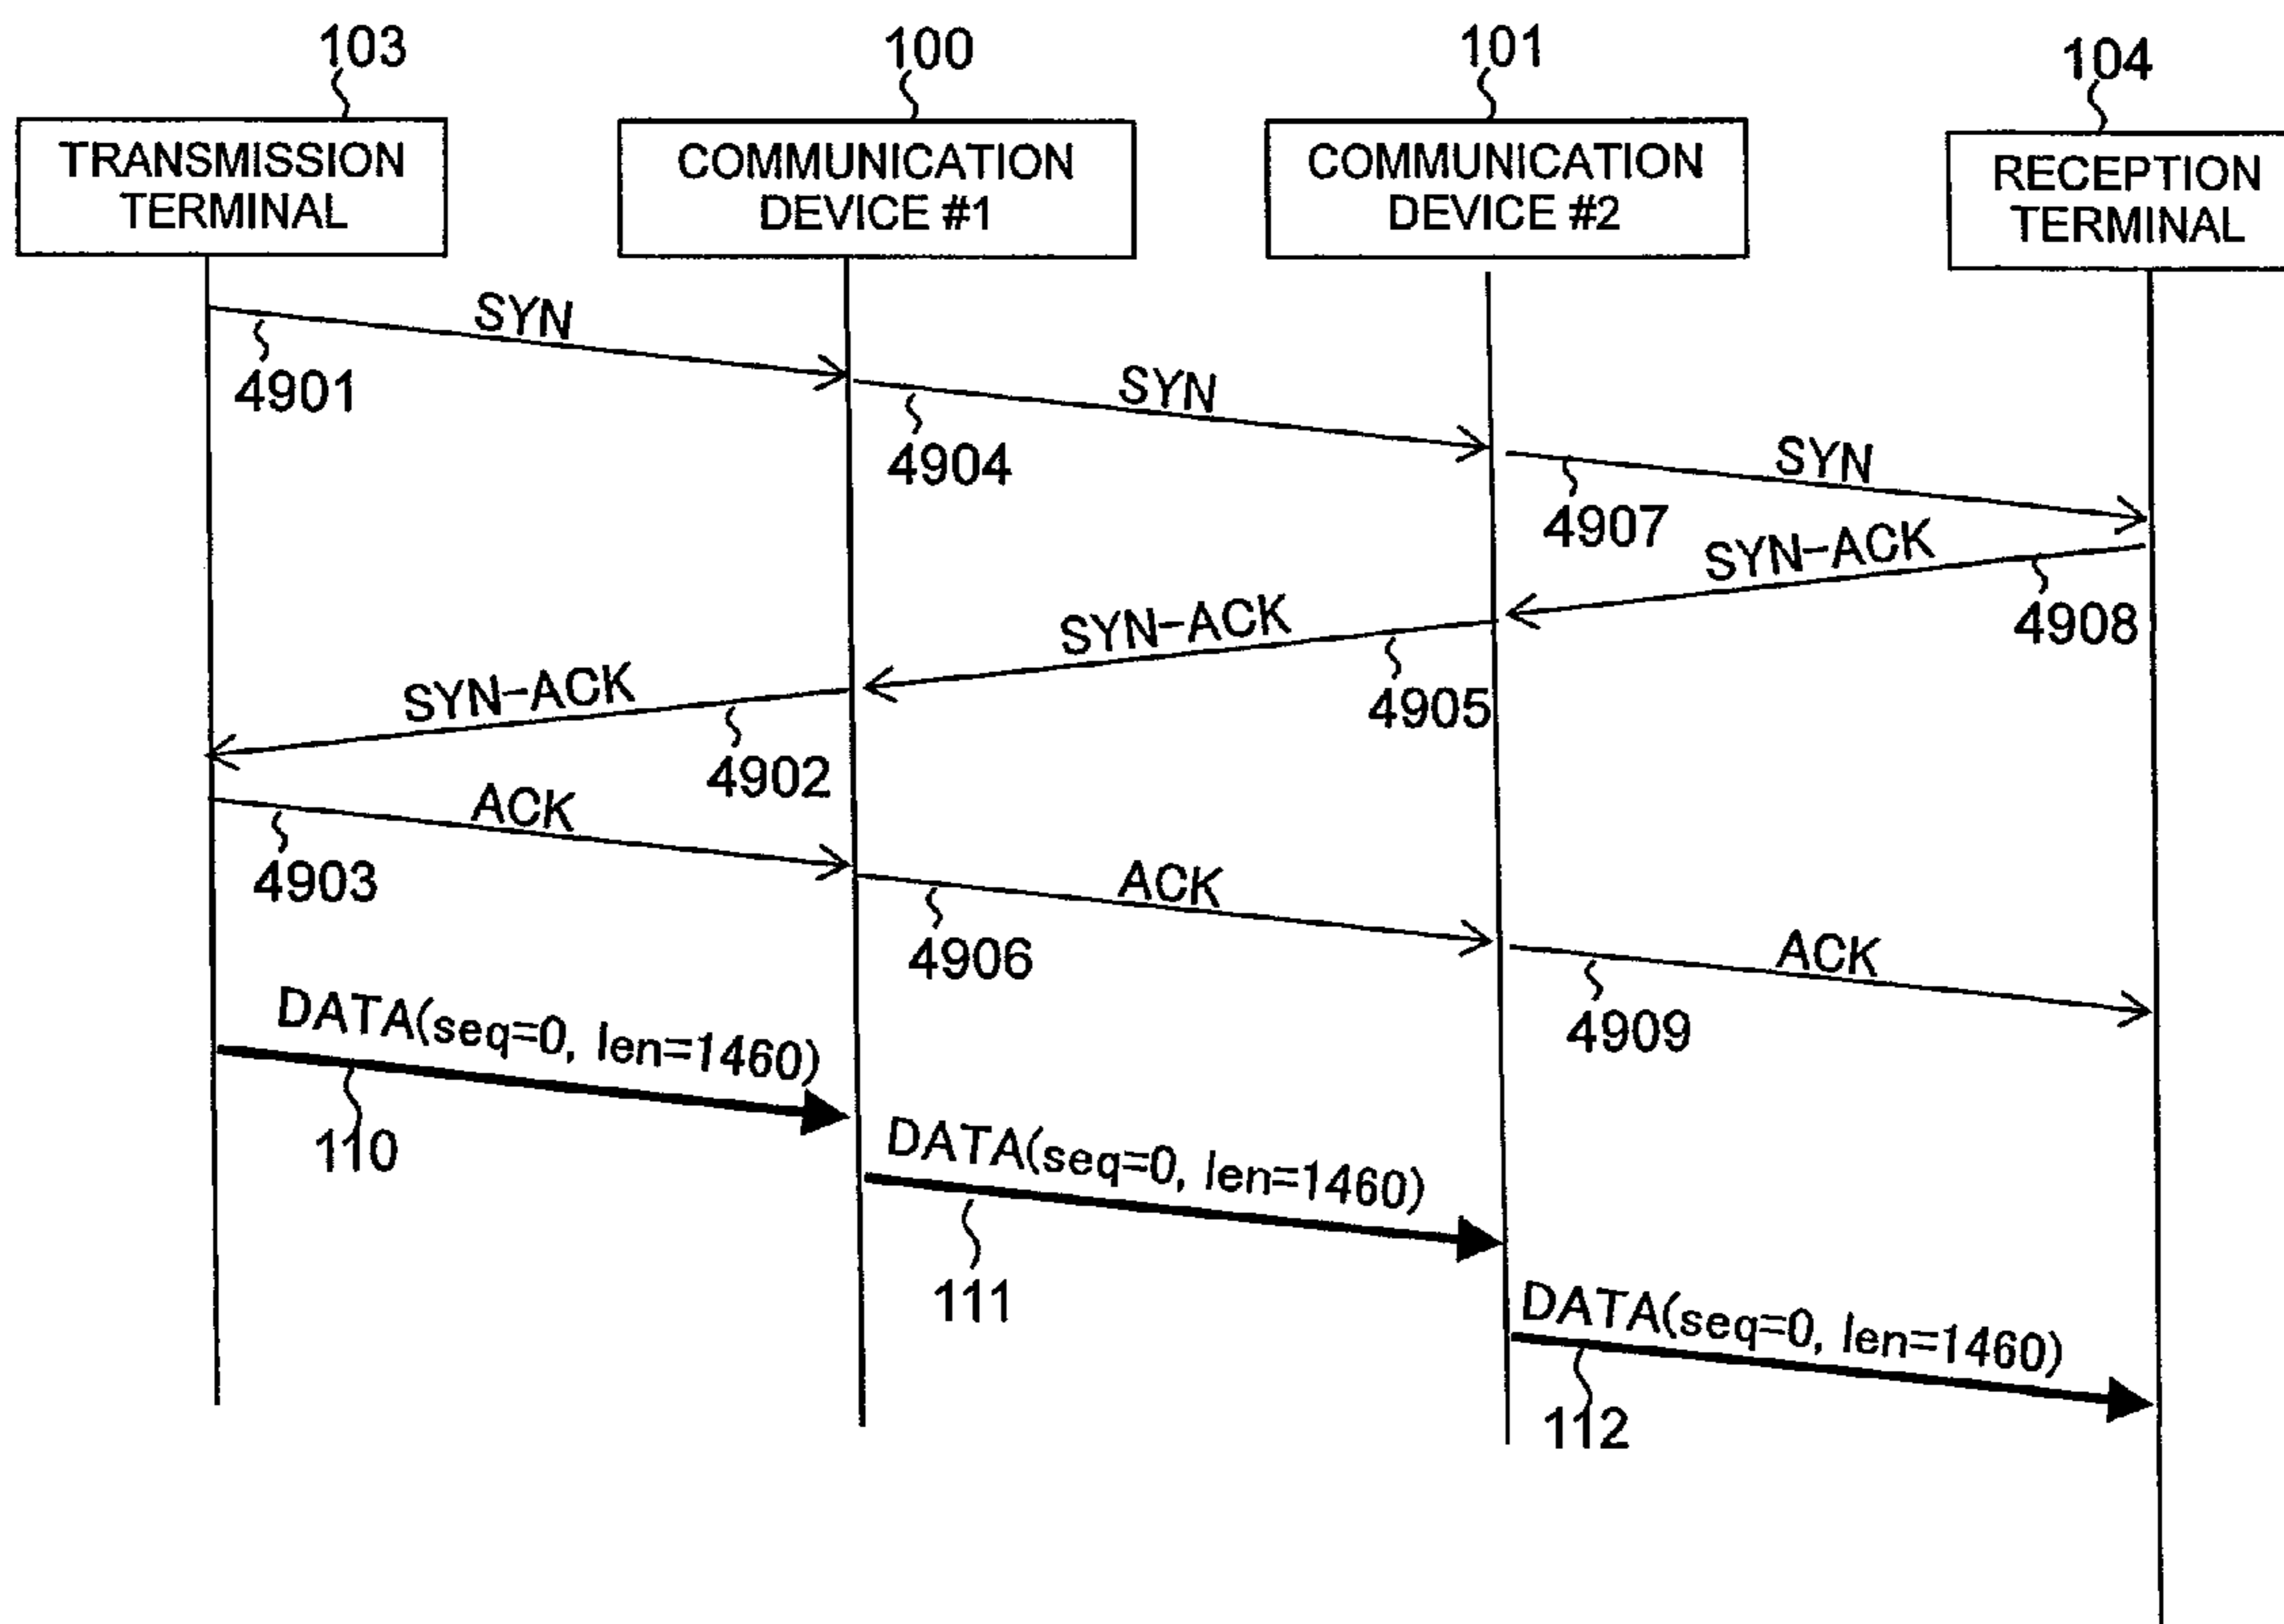 103
100
101
104
TRANSMISSION
TERMINAL
COMMUNICATION
DEVICE #1
COMMUNICATION
DEVICE #2
RECEPTION
TERMINAL
SYN
4901
SYN
4904
SYN
4907
SYN-ACK
4908
SYN-ACK
4905
SYN-ACK
4902
ACK
4903
ACK
4906
ACK
4909
DATA(seq=0, len=1460)
110
DATA(seq=0, len=1460)
111
DATA(seq=0, len=1460)
112